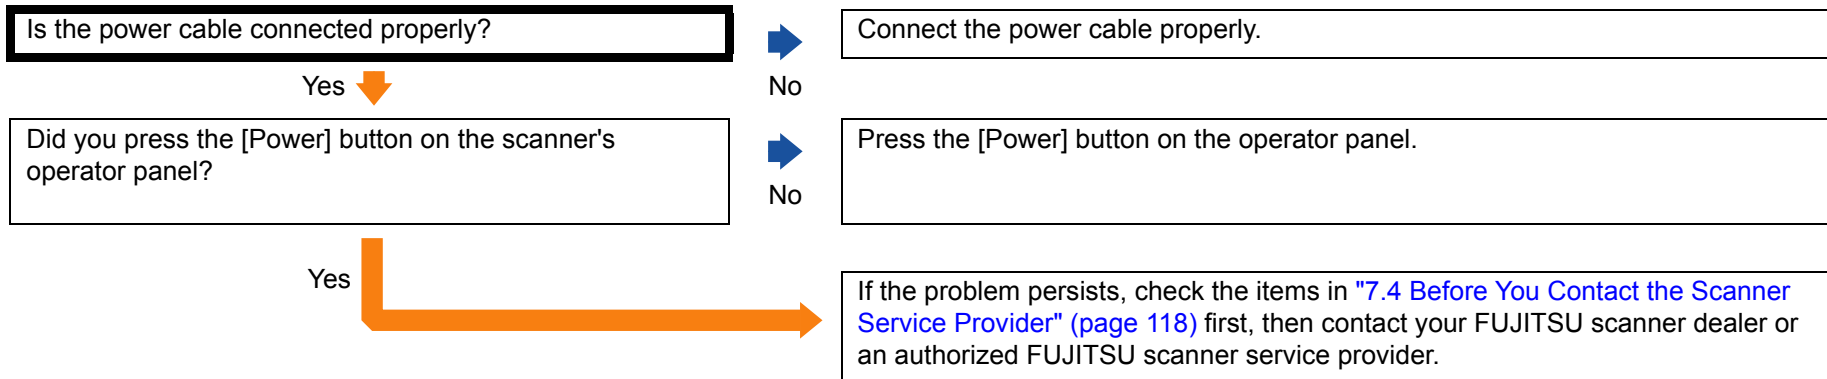 Is the power cable connected properly?
Connect the power cable properly.
Yes
No
Did you press the [Power] button on the scanner's
operator panel?
Press the [Power] button on the operator panel.
No
Yes
If the problem persists, check the items in "7.4 Before You Contact the Scanner
Service Provider" (page 118) first, then contact your FUJITSU scanner dealer or
an authorized FUJITSU scanner service provider.